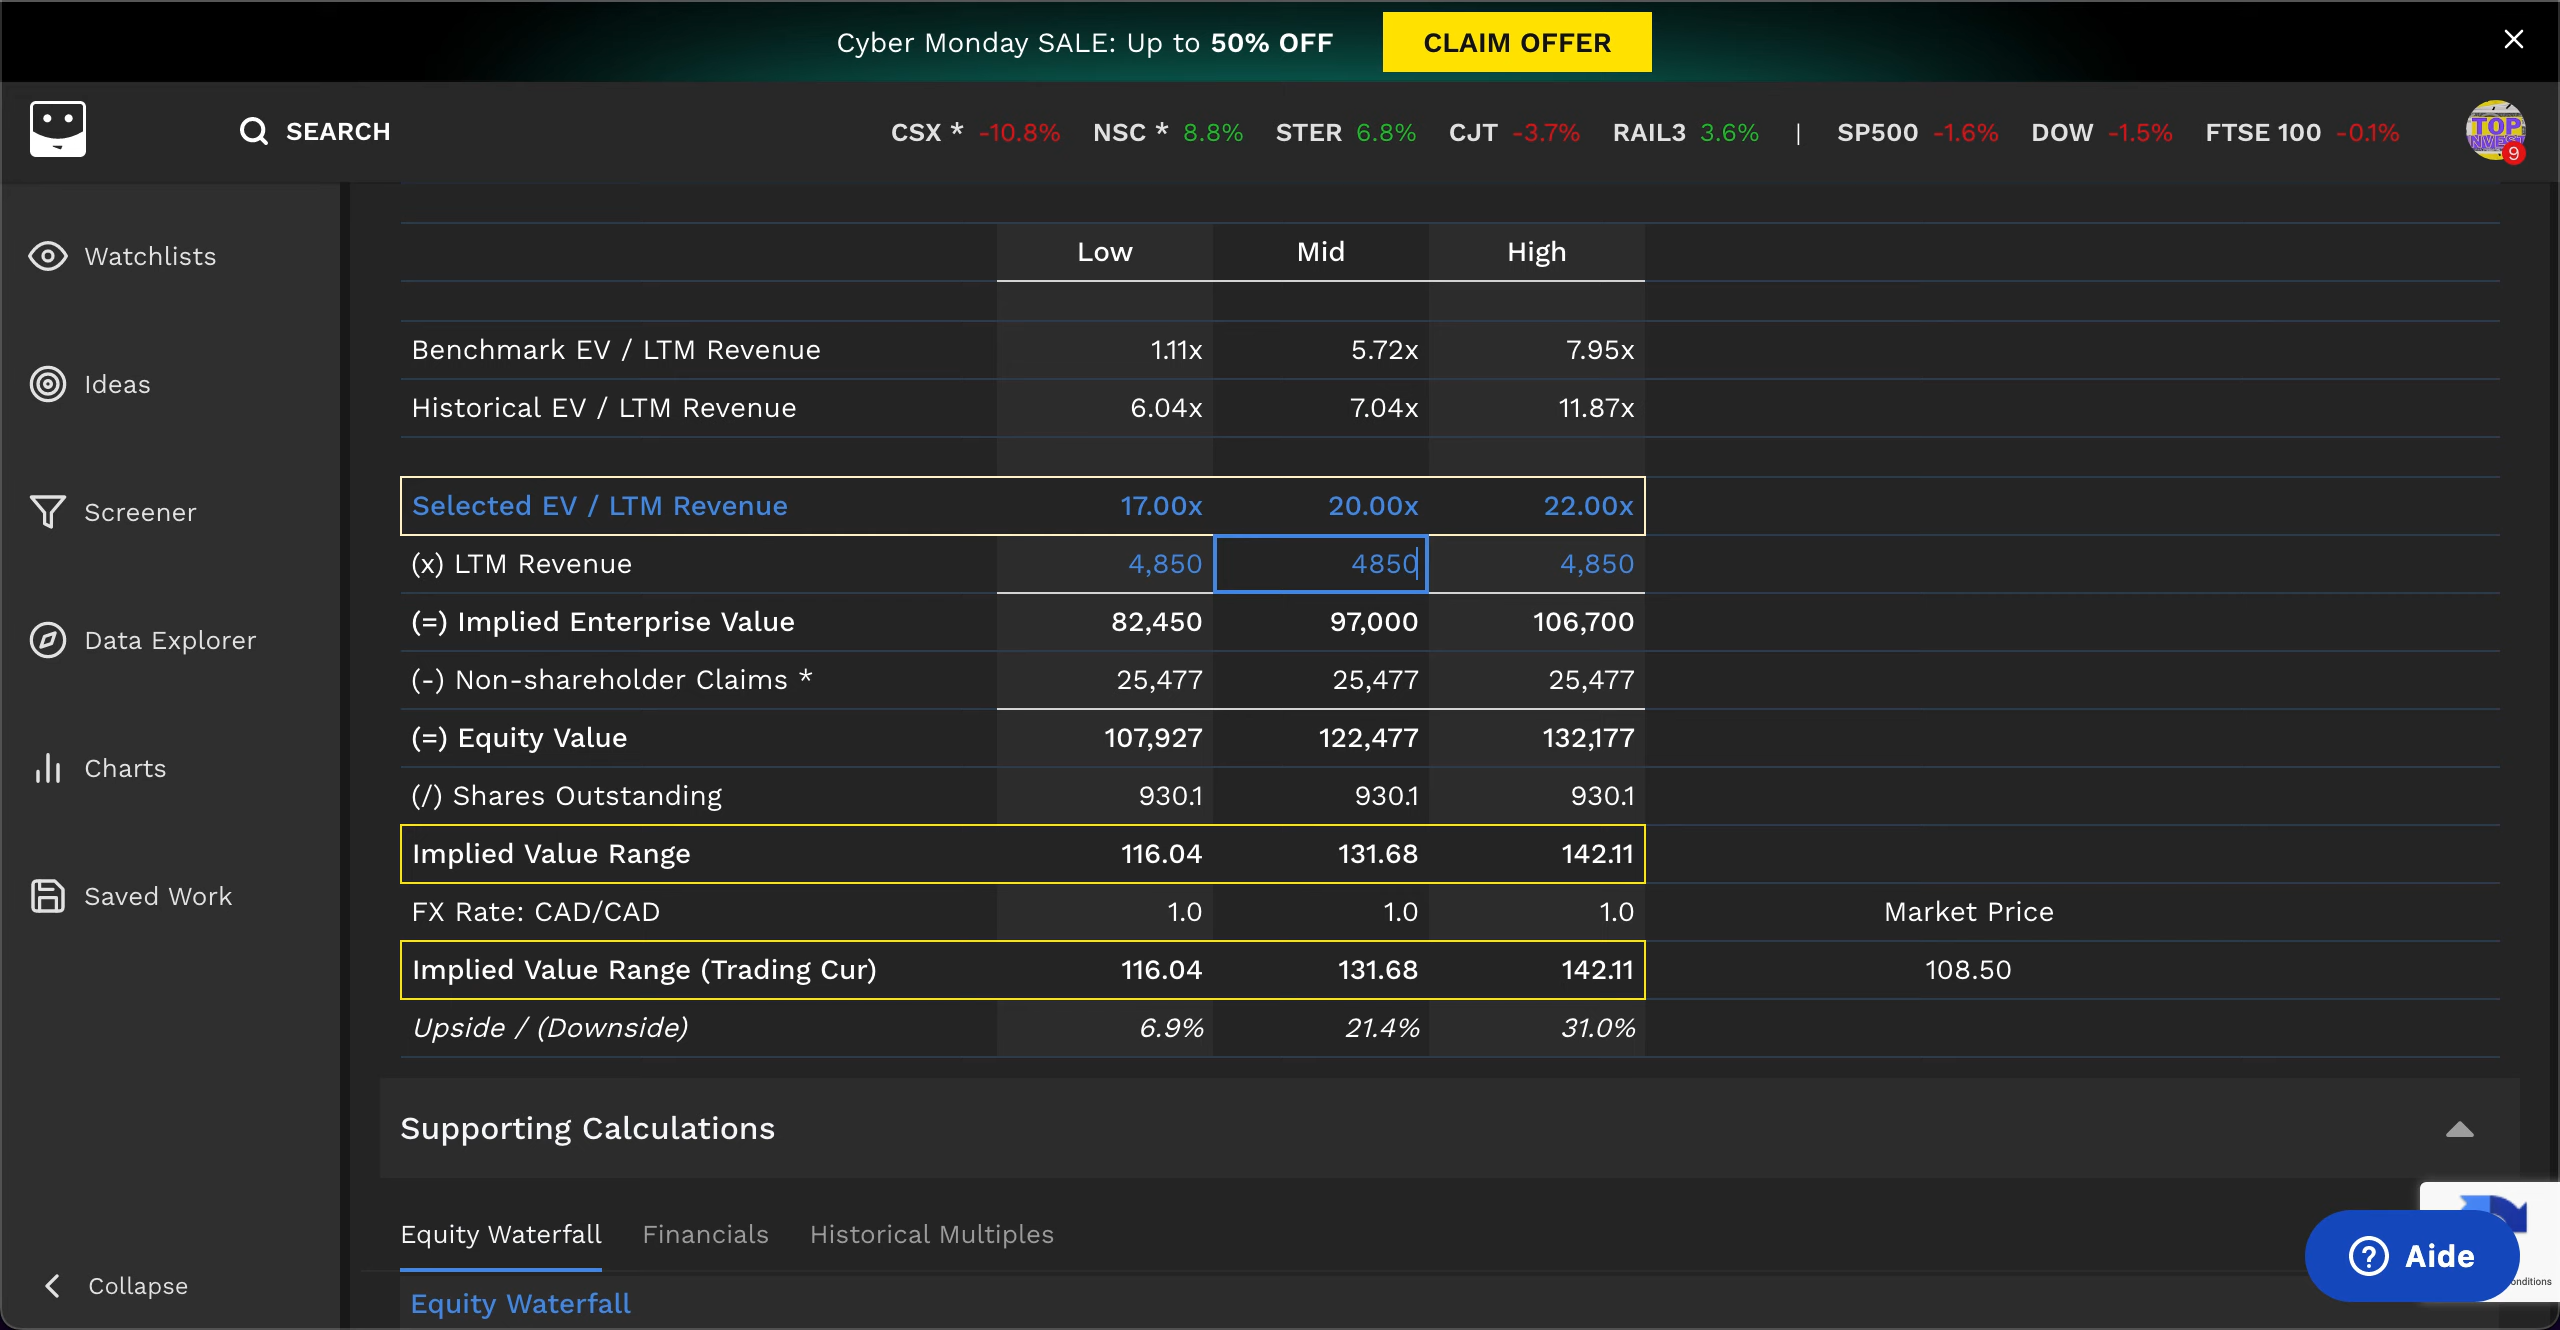 Cyber Monday SALE: Up to 50% OFF CLAIM OFFER
SEARCH CSX * -10.8% NSC * 8.8% STER 6.8% CJT -3.7% RAIL3 3.6% | SP500 -1.6% DOW -1.5% FTSE 100 -0.1% TOP 9
Watchlists
Ideas
Screener
Data Explorer
Charts
Saved Work
Collapse
Low Mid High
Benchmark EV / LTM Revenue 1.11x 5.72x 7.95x
Historical EV / LTM Revenue 6.04x 7.04x 11.87x
Selected EV / LTM Revenue 17.00x 20.00x 22.00x
(x) LTM Revenue 4,850 4850 4,850
(=) Implied Enterprise Value 82,450 97,000 106,700
(-) Non-shareholder Claims * 25,477 25,477 25,477
(=) Equity Value 107,927 122,477 132,177
(/) Shares Outstanding 930.1 930.1 930.1
Implied Value Range 116.04 131.68 142.11
FX Rate: CAD/CAD 1.0 1.0 1.0 Market Price
Implied Value Range (Trading Cur) 116.04 131.68 142.11 108.50
Upside / (Downside) 6.9% 21.4% 31.0%
Supporting Calculations
Equity Waterfall Financials Historical Multiples
Equity Waterfall
Aide